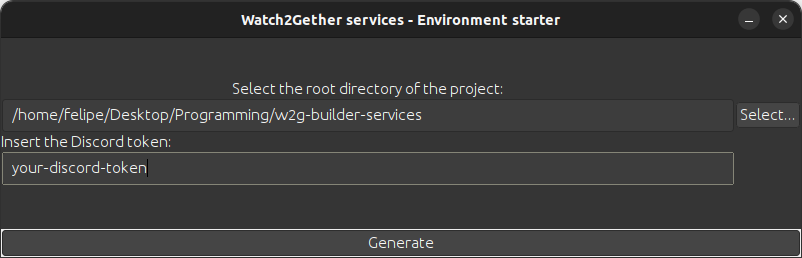 Watch2Gether services - Environment starter
Select the root directory of the project:
/home/felipe/Desktop/Programming/w2g-builder-services
Select...
Insert the Discord token:
your-discord-token
Generate